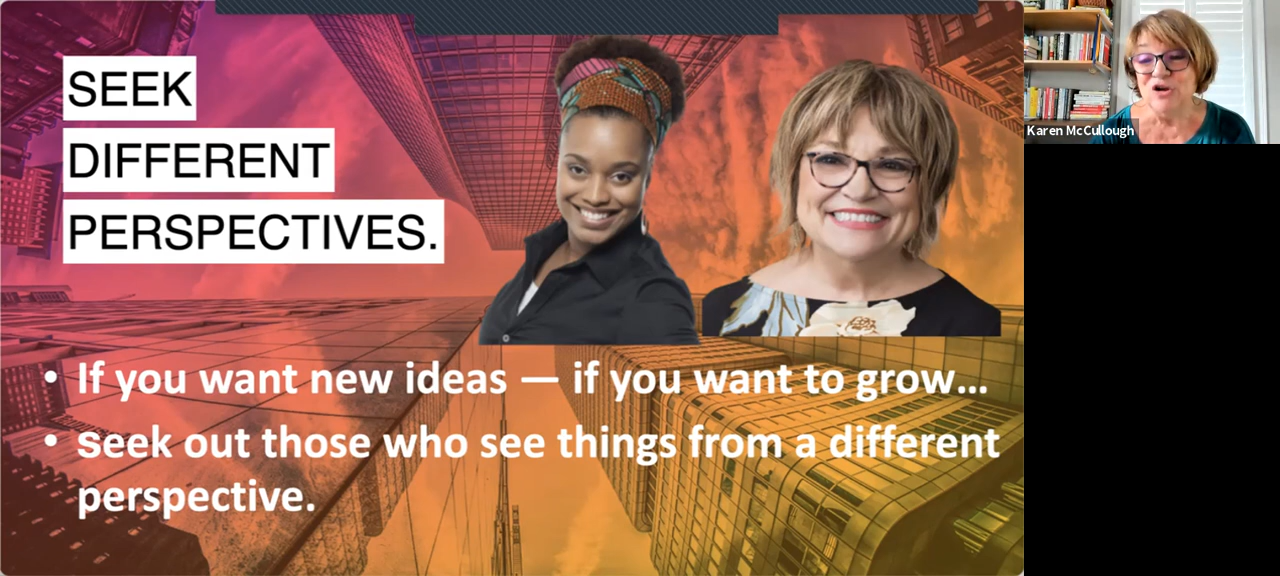 SEEK
DIFFERENT
PERSPECTIVES.
• If you want new ideas — if you want to grow…
• seek out those who see things from a different
perspective.
Karen McCullough